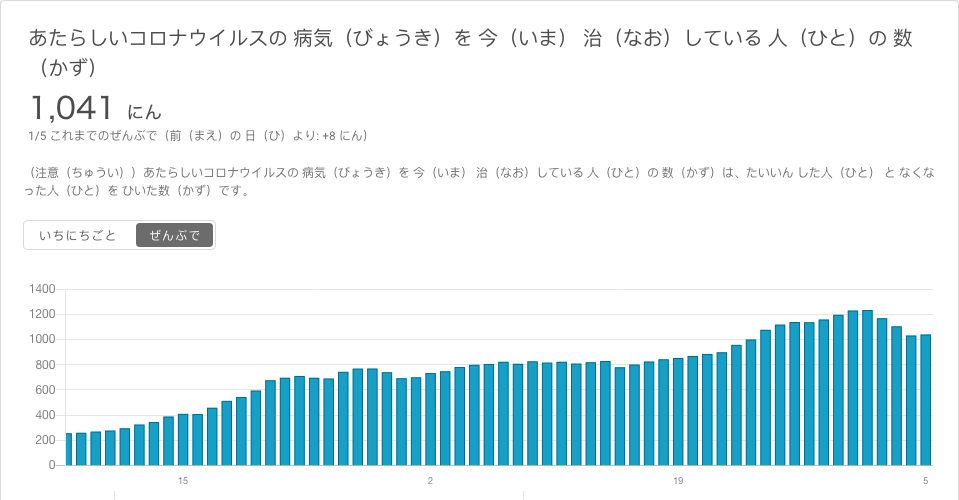 あたらしいコロナウイルスの 病気（びょうき）を 今（いま） 治（なお）している 人（ひと）の 数
（かず）
1,041 にん
1/5 これまでのぜんぶで（前（まえ）の 日（ひ）より: +8 にん）
（注意（ちゅうい））あたらしいコロナウイルスの 病気（びょうき）を 今（いま） 治（なお）している 人（ひと）の 数（かず）は、たいいん した人（ひと） と なくな
った人（ひと）を ひいた数（かず）です。
いちにちごと ぜんぶで
1400
1200
1000
800
600
400
200
0
15 2 19 5